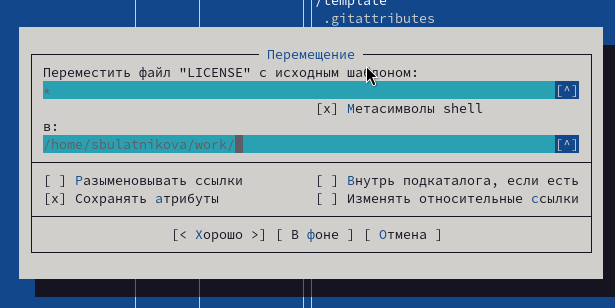 /template
.gitattributes
Перемещение
Переместить файл "LICENSE" с исходным шаблоном:
* [^]
[x] Метасимволы shell
в:
/home/sbulatnikova/work/ [^]
[ ] Разыменовывать ссылки [ ] Внутрь подкаталога, если есть
[x] Сохранять атрибуты [ ] Изменять относительные ссылки
[< Хорошо >] [ В фоне ] [ Отмена ]